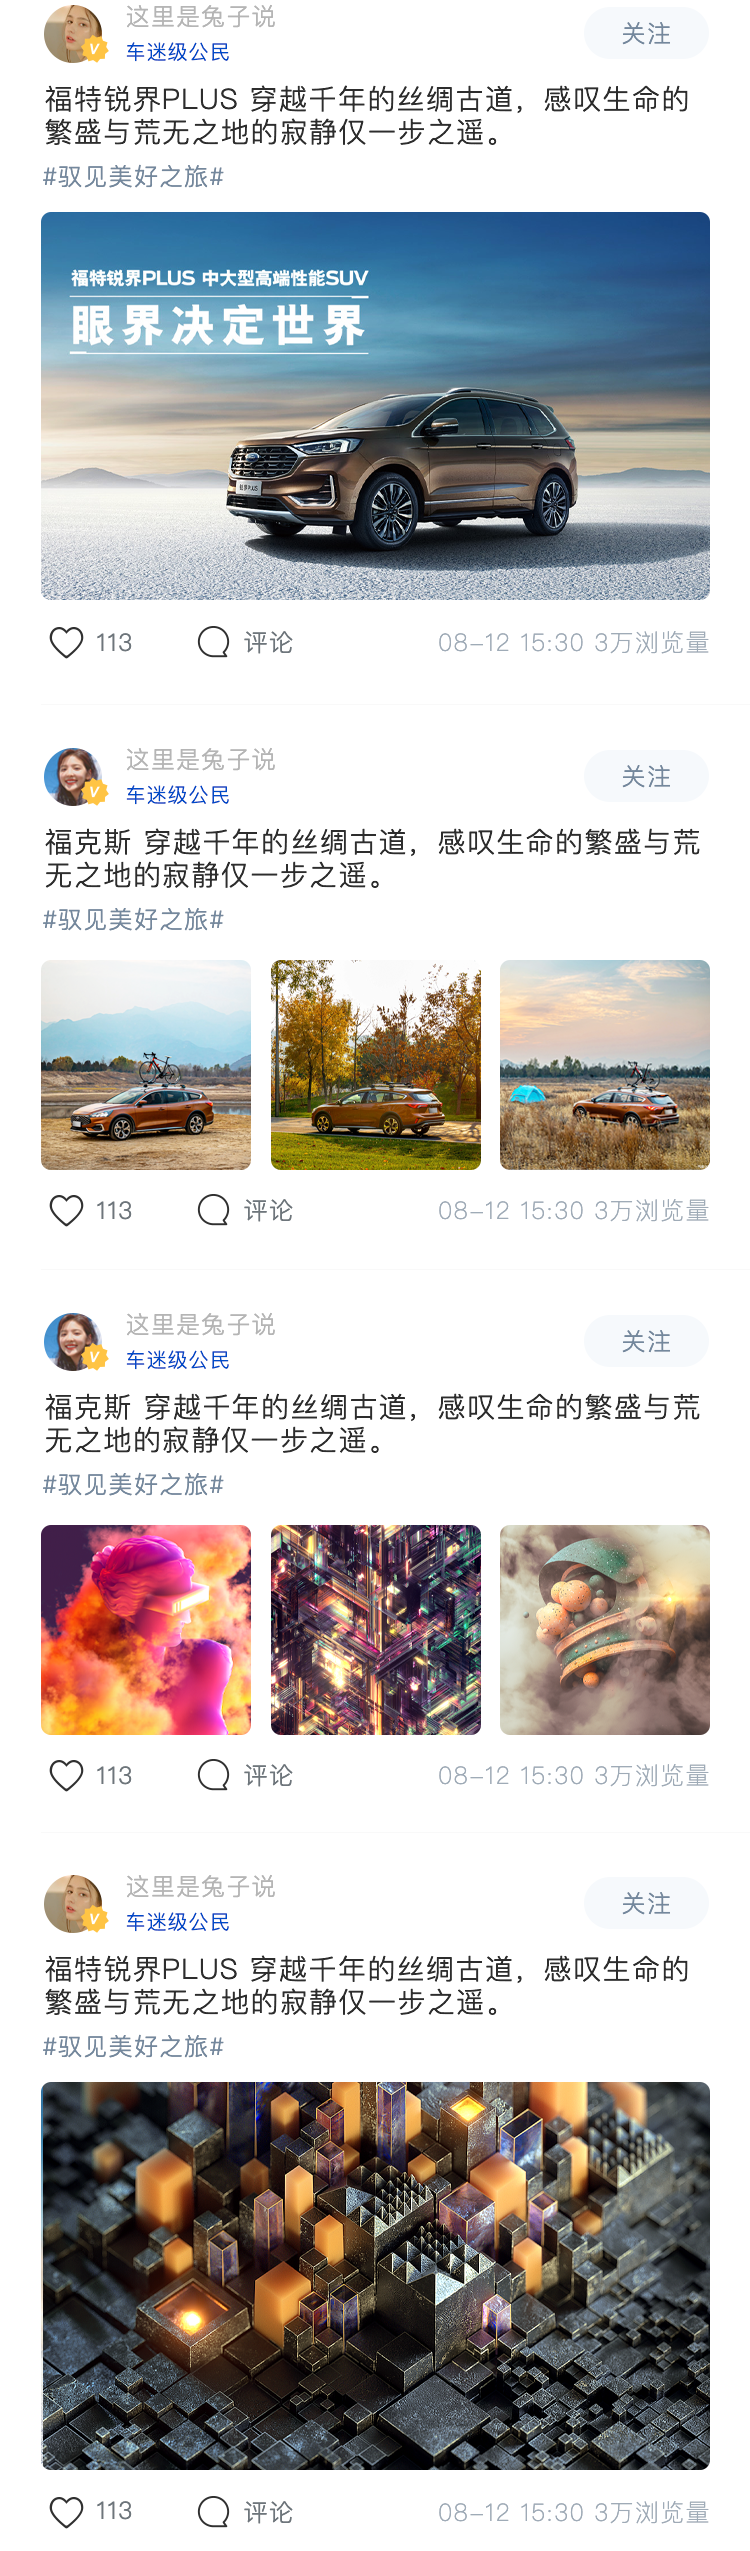 这里是兔子说
车迷级公民
关注
福特锐界PLUS 穿越千年的丝绸古道，感叹生命的
繁盛与荒无之地的寂静仅一步之遥。
#驭见美好之旅#
福特锐界PLUS 中大型高端性能SUV
眼界决定世界
锐界PLUS
113
评论
08-12 15:30 3万浏览量
这里是兔子说
车迷级公民
关注
福克斯 穿越千年的丝绸古道，感叹生命的繁盛与荒
无之地的寂静仅一步之遥。
#驭见美好之旅#
113
评论
08-12 15:30 3万浏览量
这里是兔子说
车迷级公民
关注
福克斯 穿越千年的丝绸古道，感叹生命的繁盛与荒
无之地的寂静仅一步之遥。
#驭见美好之旅#
113
评论
08-12 15:30 3万浏览量
这里是兔子说
车迷级公民
关注
福特锐界PLUS 穿越千年的丝绸古道，感叹生命的
繁盛与荒无之地的寂静仅一步之遥。
#驭见美好之旅#
113
评论
08-12 15:30 3万浏览量